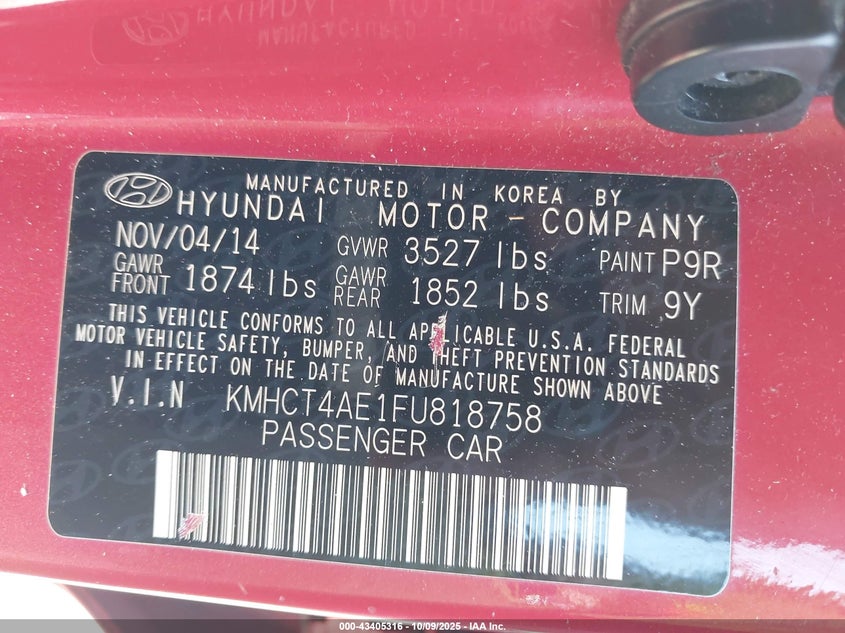 MANUFACTURED IN KOREA BY
HYUNDAI MOTOR - COMPANY
NOV/04/14 GVWR 3527 lbs PAINT P9R
GAWR FRONT 1874 lbs GAWR REAR 1852 lbs TRIM 9Y
THIS VEHICLE CONFORMS TO ALL APPLICABLE U.S.A. FEDERAL
MOTOR VEHICLE SAFETY, BUMPER, AND THEFT PREVENTION STANDARDS
IN EFFECT ON THE DATE OF MANUFACTURE SHOWN ABOVE
V.I.N KMHCT4AE1FU818758
PASSENGER CAR
000-43405316 - 10/09/2025 - IAA Inc.